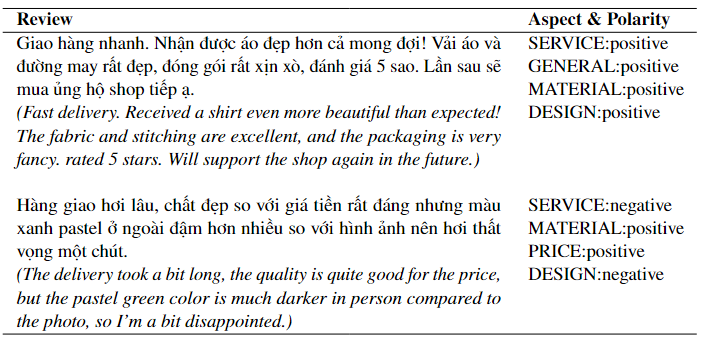 Review Aspect & Polarity
Giao hàng nhanh. Nhận được áo đẹp hơn cả mong đợi! Vải áo và SERVICE:positive
đường may rất đẹp, đóng gói rất xịn xò, đánh giá 5 sao. Lần sau sẽ GENERAL:positive
mua ủng hộ shop tiếp ạ. MATERIAL:positive
(Fast delivery. Received a shirt even more beautiful than expected! DESIGN:positive
The fabric and stitching are excellent, and the packaging is very
fancy. rated 5 stars. Will support the shop again in the future.)
Hàng giao hơi lâu, chất đẹp so với giá tiền rất đáng nhưng màu SERVICE:negative
xanh pastel ở ngoài đậm hơn nhiều so với hình ảnh nên hơi thất MATERIAL:positive
vọng một chút. PRICE:positive
(The delivery took a bit long, the quality is quite good for the price, DESIGN:negative
but the pastel green color is much darker in person compared to
the photo, so I'm a bit disappointed.)